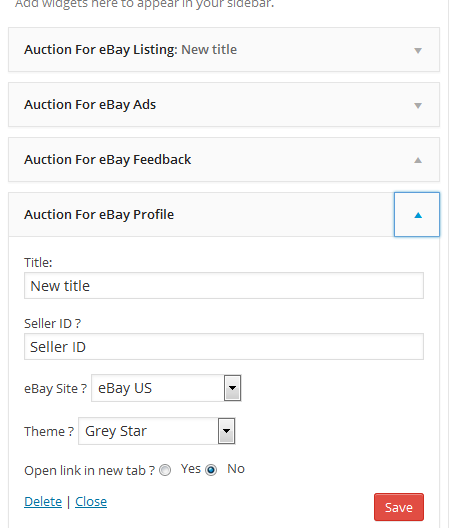 Add widgets here to appear in your sidebar.
Auction For eBay Listing: New title
Auction For eBay Ads
Auction For eBay Feedback
Auction For eBay Profile
Title:
New title
Seller ID ?
Seller ID
eBay Site ? eBay US
Theme ? Grey Star
Open link in new tab ? Yes No
Delete | Close Save